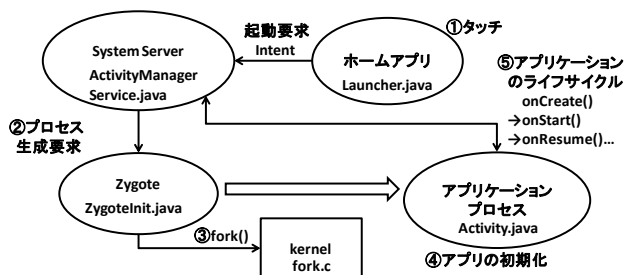 ①タッチ
起動要求
Intent
System Server
ActivityManager
Service.java
ホームアプリ
Launcher.java
⑤アプリケーション
のライフサイクル
onCreate()
→onStart()
→onResume()...
②プロセス
生成要求
Zygote
ZygoteInit.java
アプリケーション
プロセス
Activity.java
③fork()
kernel
fork.c
④アプリの初期化